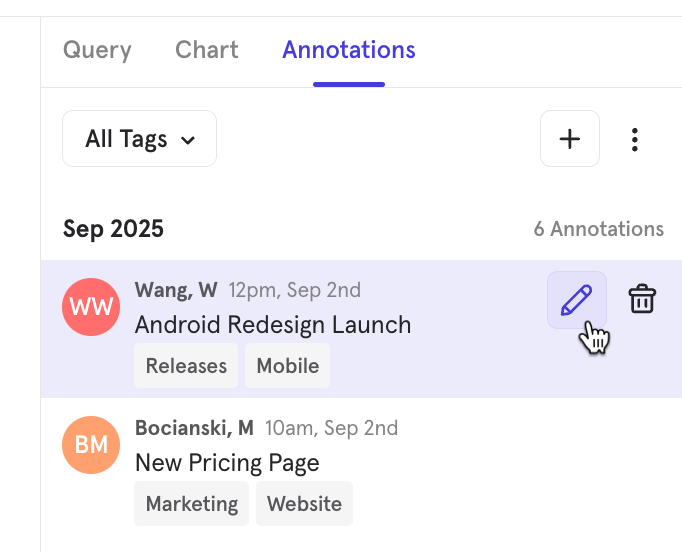 Query Chart Annotations
All Tags
Sep 2025 6 Annotations
WW Wang, W 12pm, Sep 2nd
Android Redesign Launch
Releases Mobile
BM Bocianski, M 10am, Sep 2nd
New Pricing Page
Marketing Website